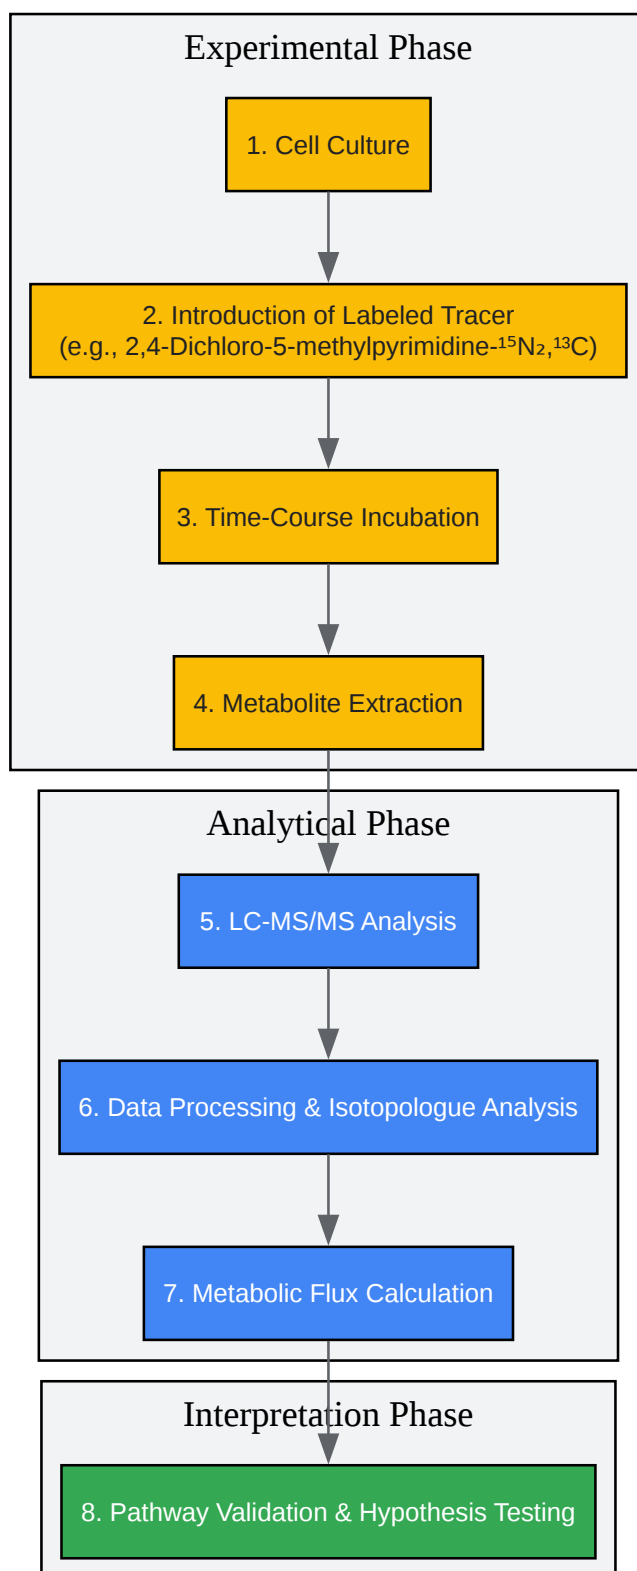 Experimental Phase
1. Cell Culture
2. Introduction of Labeled Tracer
(e.g., 2,4-Dichloro-5-methylpyrimidine-¹⁵N₂,¹³C)
3. Time-Course Incubation
4. Metabolite Extraction
Analytical Phase
5. LC-MS/MS Analysis
6. Data Processing & Isotopologue Analysis
7. Metabolic Flux Calculation
Interpretation Phase
8. Pathway Validation & Hypothesis Testing